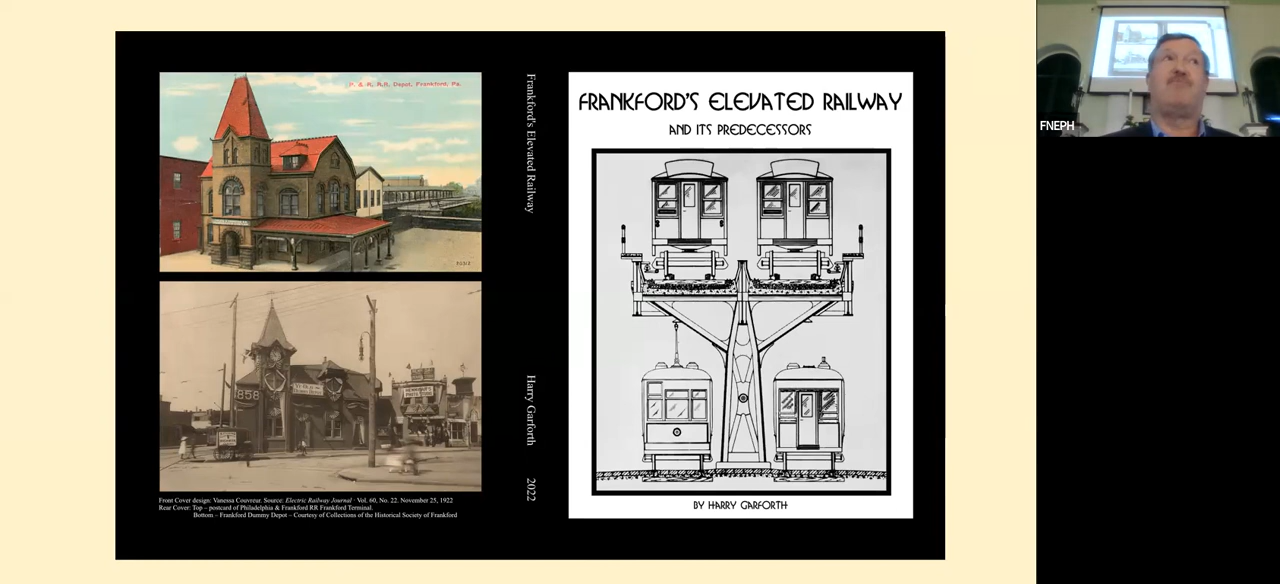 P. & R. R.R. Depot, Frankford, Pa.
1858
Front Cover design: Vanessa Couvreur. Source: Electric Railway Journal · Vol. 60, No. 22. November 25, 1922
Rear Cover: Top – postcard of Philadelphia & Frankford RR Frankford Terminal.
Bottom – Frankford Dummy Depot – Courtesy of Collections of the Historical Society of Frankford
Frankford's Elevated Railway
Harry Garforth
2022
FRANKFORD'S ELEVATED RAILWAY
AND ITS PREDECESSORS
BY HARRY GARFORTH
FNEPH